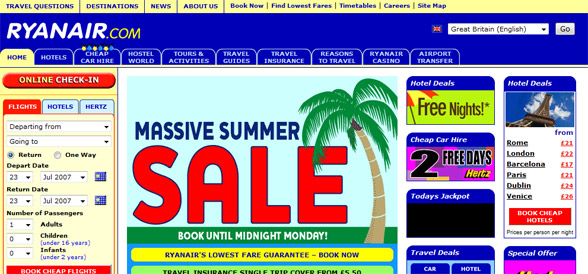 TRAVEL QUESTIONS DESTINATIONS NEWS ABOUT US Book Now | Find Lowest Fares | Timetables | Careers | Site Map
RYANAIR.COM
Great Britain (English) Go
HOME HOTELS CHEAP CAR HIRE HOSTEL WORLD TOURS & ACTIVITIES TRAVEL GUIDES TRAVEL INSURANCE REASONS TO TRAVEL RYANAIR CASINO AIRPORT TRANSFER
ONLINE CHECK-IN
FLIGHTS HOTELS HERTZ
Departing from
Going to
Return One Way
Depart Date
23 Jul 2007
Return Date
23 Jul 2007
Number of Passengers
1 Adults
0 Children
(under 16 years)
0 Infants
(under 2 years)
BOOK CHEAP FLIGHTS
MASSIVE SUMMER
SALE
BOOK UNTIL MIDNIGHT MONDAY!
RYANAIR'S LOWEST FARE GUARANTEE – BOOK NOW
TRAVEL INSURANCE SINGLE TRIP COVER FROM £5.50
Hotel Deals
Free Nights!*
Cheap Car Hire
2 FREE DAYS
Hertz
Todays Jackpot
Travel Deals
CAR HOTEL
Hotel Deals
from
Rome £21
London £22
Barcelona £17
Paris £21
Dublin £24
Venice £26
BOOK CHEAP
HOTELS
Prices per person per night
Special Offer